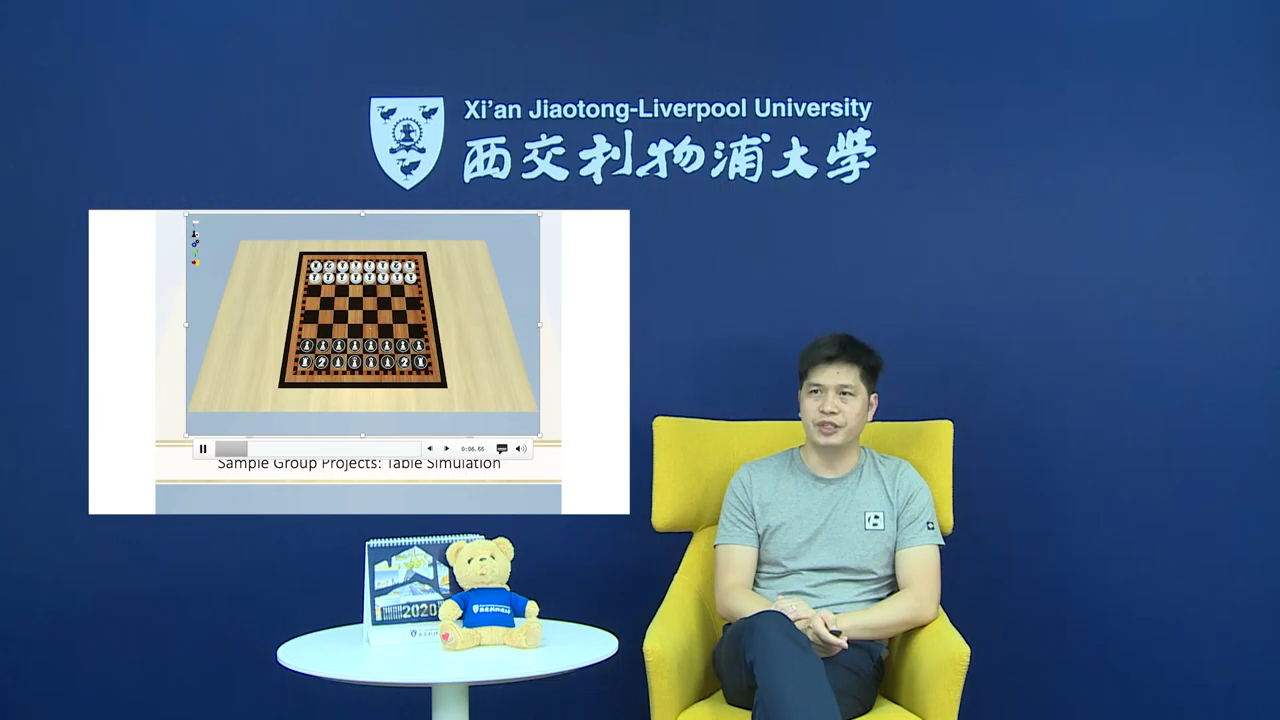 Xi'an Jiaotong-Liverpool University
西交利物浦大学
0:06.66
Sample Group Projects: Table Simulation
2020